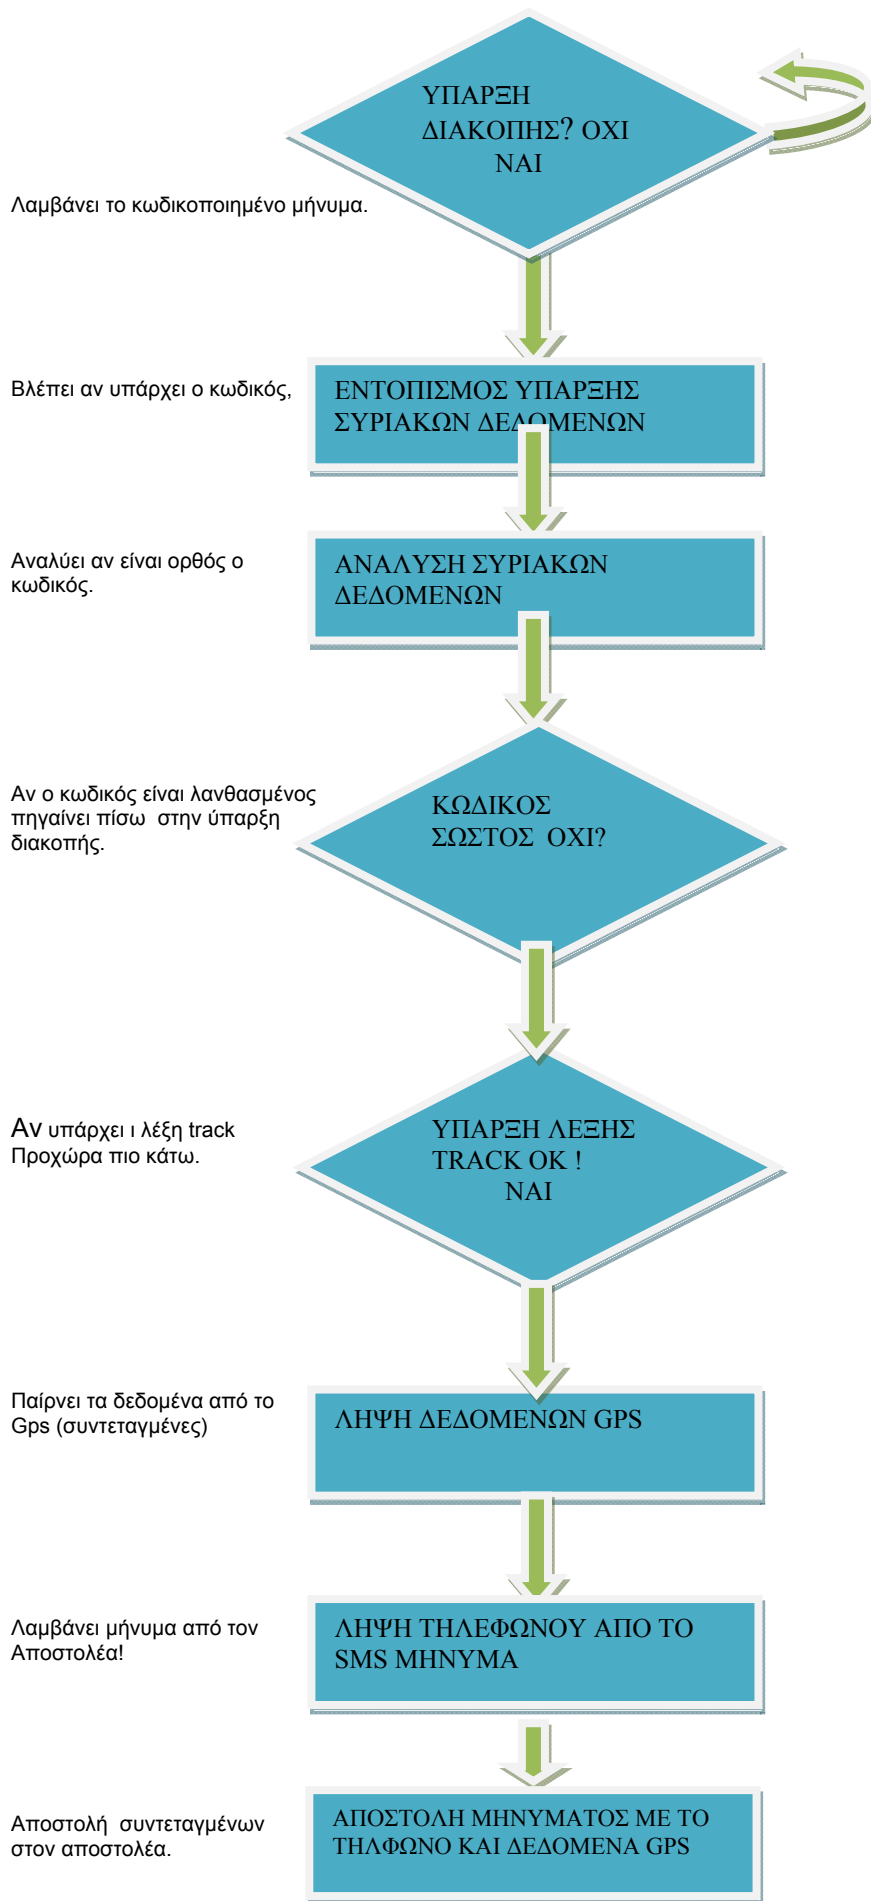 ΥΠΑΡΞΗ
ΔΙΑΚΟΠΗΣ? ΟΧΙ
ΝΑΙ
Λαμβάνει το κωδικοποιημένο μήνυμα.
Βλέπει αν υπάρχει ο κωδικός,
ΕΝΤΟΠΙΣΜΟΣ ΥΠΑΡΞΗΣ
ΣΥΡΙΑΚΩΝ ΔΕΔΟΜΕΝΩΝ
Αναλύει αν είναι ορθός ο
κωδικός.
ΑΝΑΛΥΣΗ ΣΥΡΙΑΚΩΝ
ΔΕΔΟΜΕΝΩΝ
Αν ο κωδικός είναι λανθασμένος
πηγαίνει πίσω στην ύπαρξη
διακοπής.
ΚΩΔΙΚΟΣ
ΣΩΣΤΟΣ ΟΧΙ?
Αν υπάρχει ι λέξη track
Προχώρα πιο κάτω.
ΥΠΑΡΞΗ ΛΕΞΗΣ
TRACK OK !
ΝΑΙ
Παίρνει τα δεδομένα από το
Gps (συντεταγμένες)
ΛΗΨΗ ΔΕΔΟΜΕΝΩΝ GPS
Λαμβάνει μήνυμα από τον
Αποστολέα!
ΛΗΨΗ ΤΗΛΕΦΩΝΟΥ ΑΠΟ ΤΟ
SMS ΜΗΝΥΜΑ
Αποστολή συντεταγμένων
στον αποστολέα.
ΑΠΟΣΤΟΛΗ ΜΗΝΥΜΑΤΟΣ ΜΕ ΤΟ
ΤΗΛΦΩΝΟ ΚΑΙ ΔΕΔΟΜΕΝΑ GPS